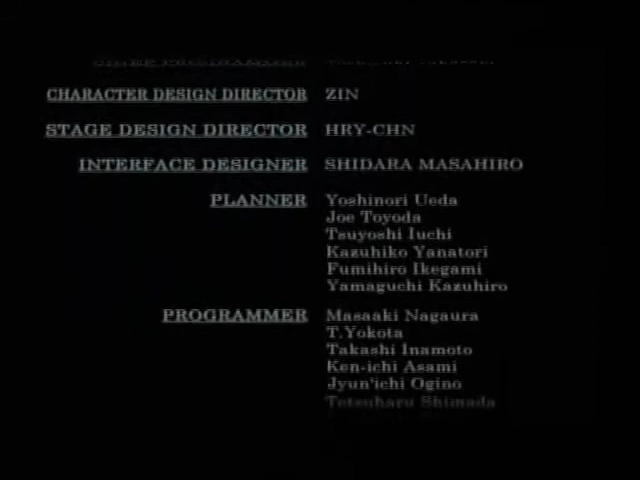 CHARACTER DESIGN DIRECTOR ZIN
STAGE DESIGN DIRECTOR HRY-CHN
INTERFACE DESIGNER SHIDARA MASAHIRO
PLANNER Yoshinori Ueda
Joe Toyoda
Tsuyoshi Iuchi
Kazuhiko Yanatori
Fumihiro Ikegami
Yamaguchi Kazuhiro
PROGRAMMER Masaaki Nagaura
T.Yokota
Takashi Inamoto
Ken-ichi Asami
Jyun'ichi Ogino
Tetsuharu Shimada